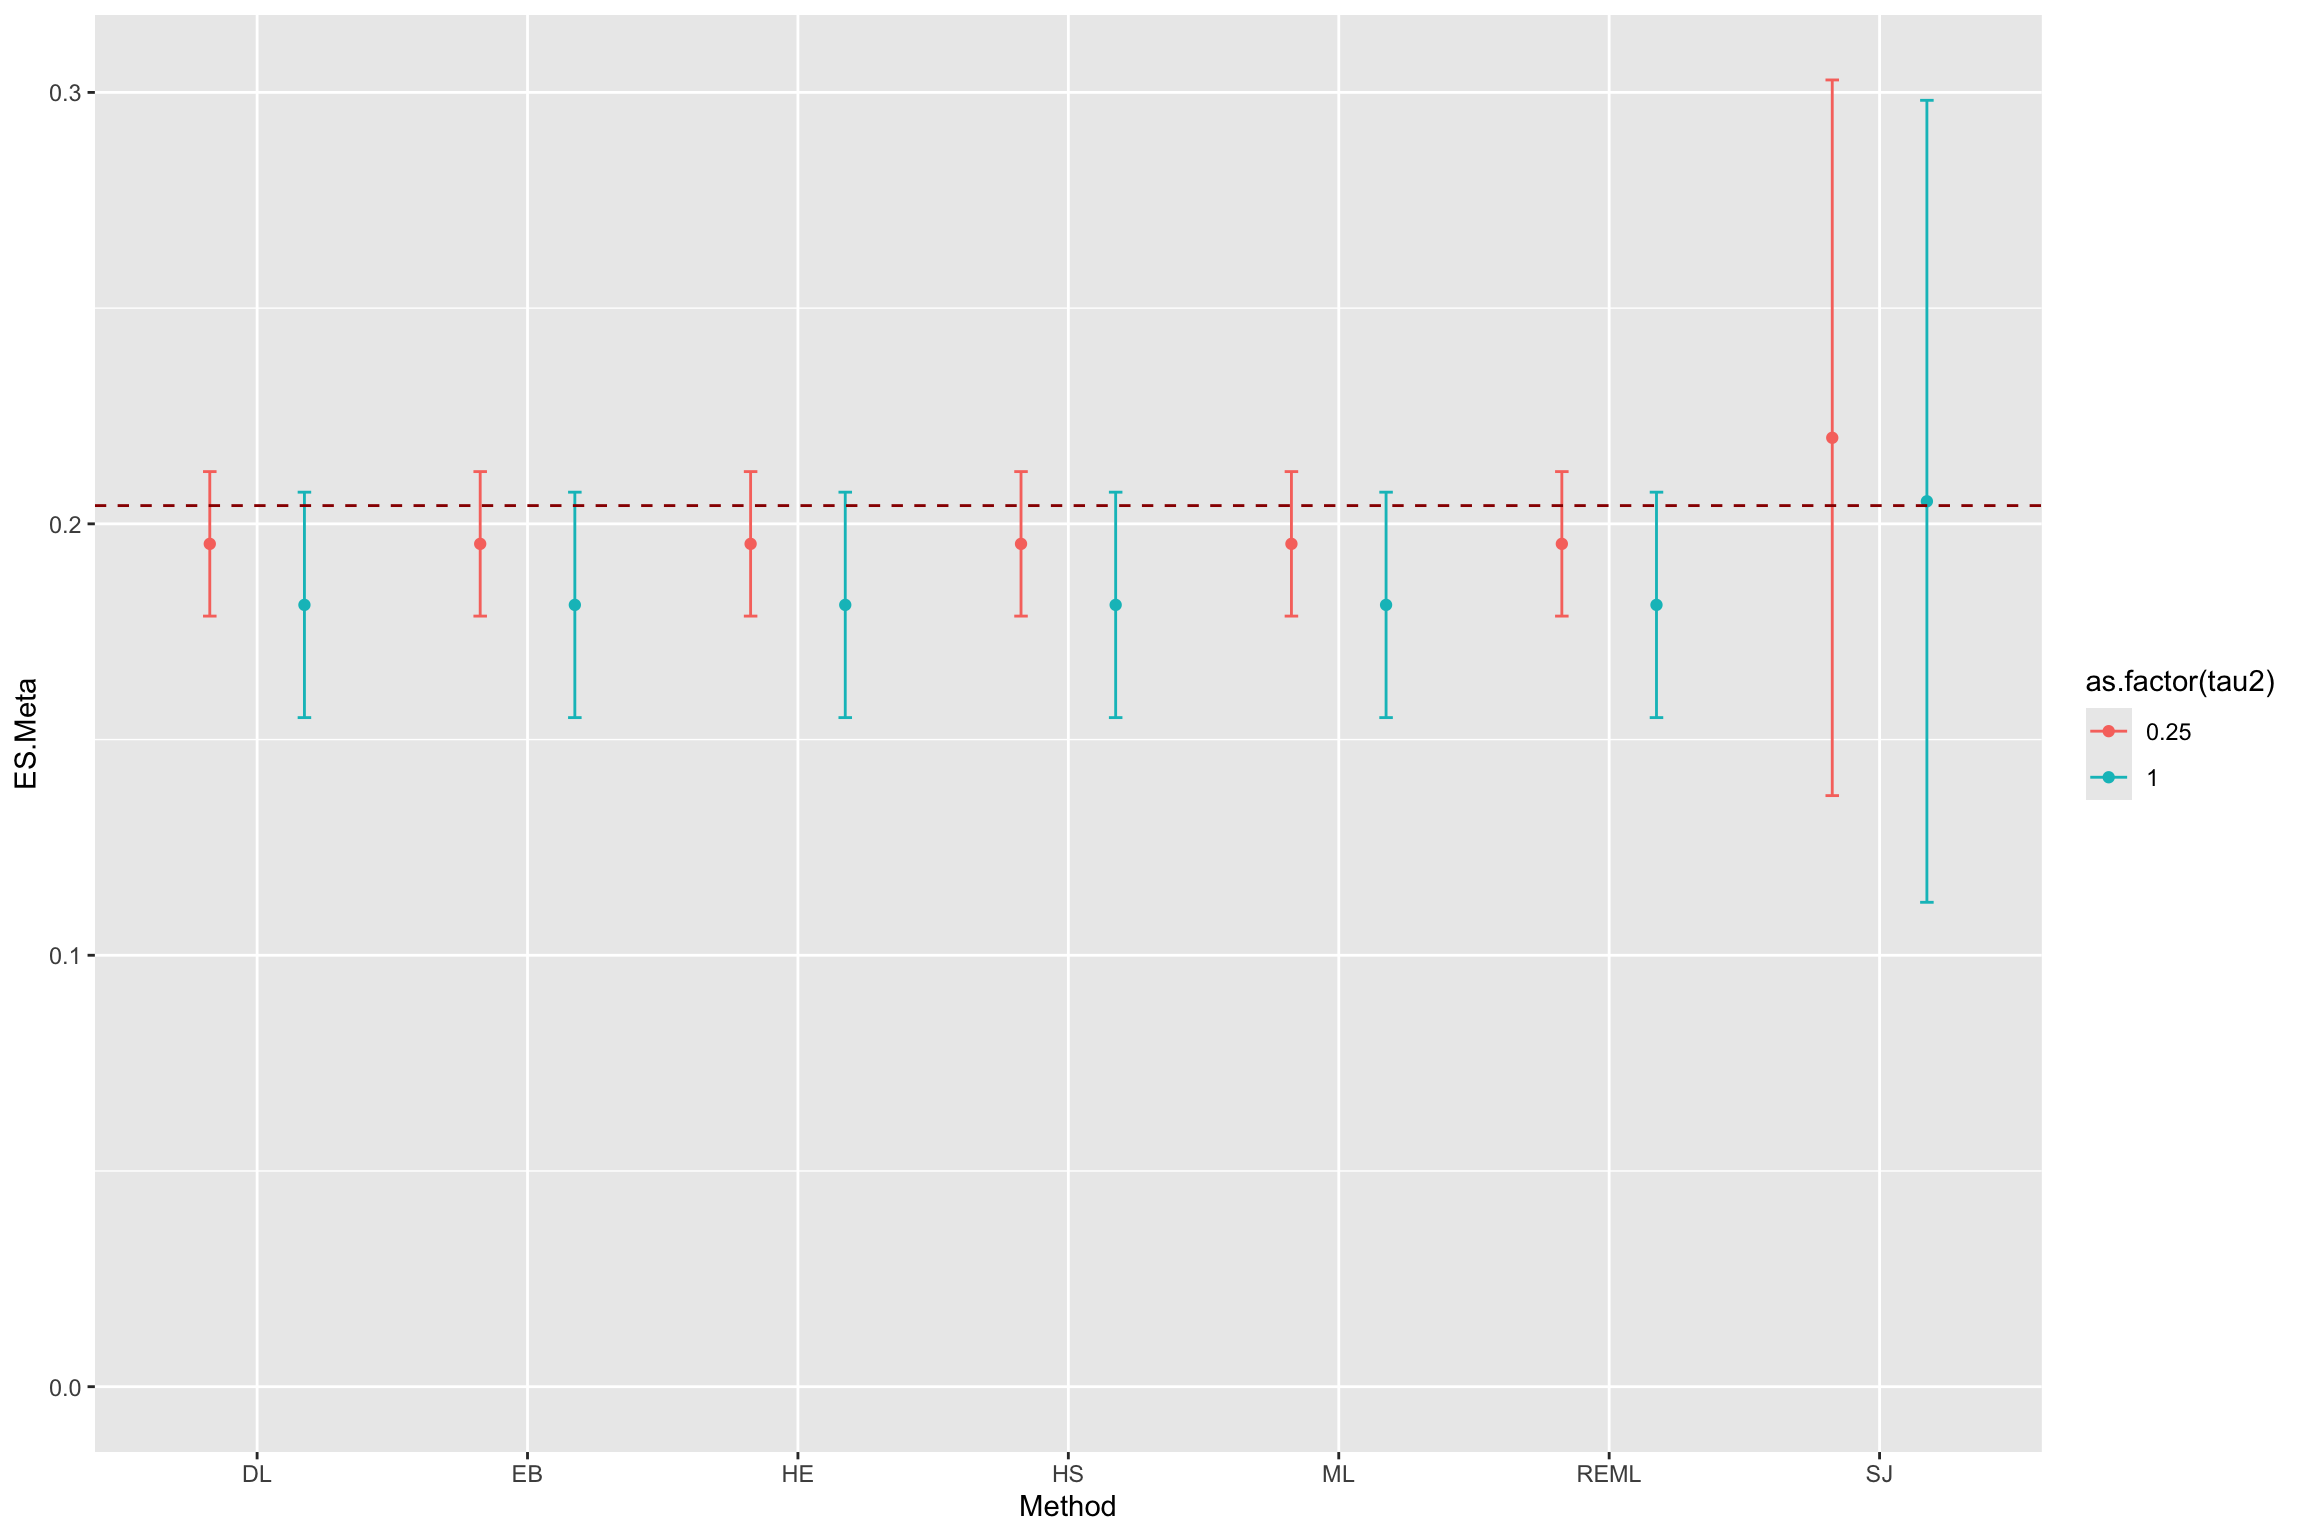 0.3
0.2
0.1
0.0
ES.Meta
DL EB HE HS ML REML SJ
Method
as.factor(tau2)
0.25
1